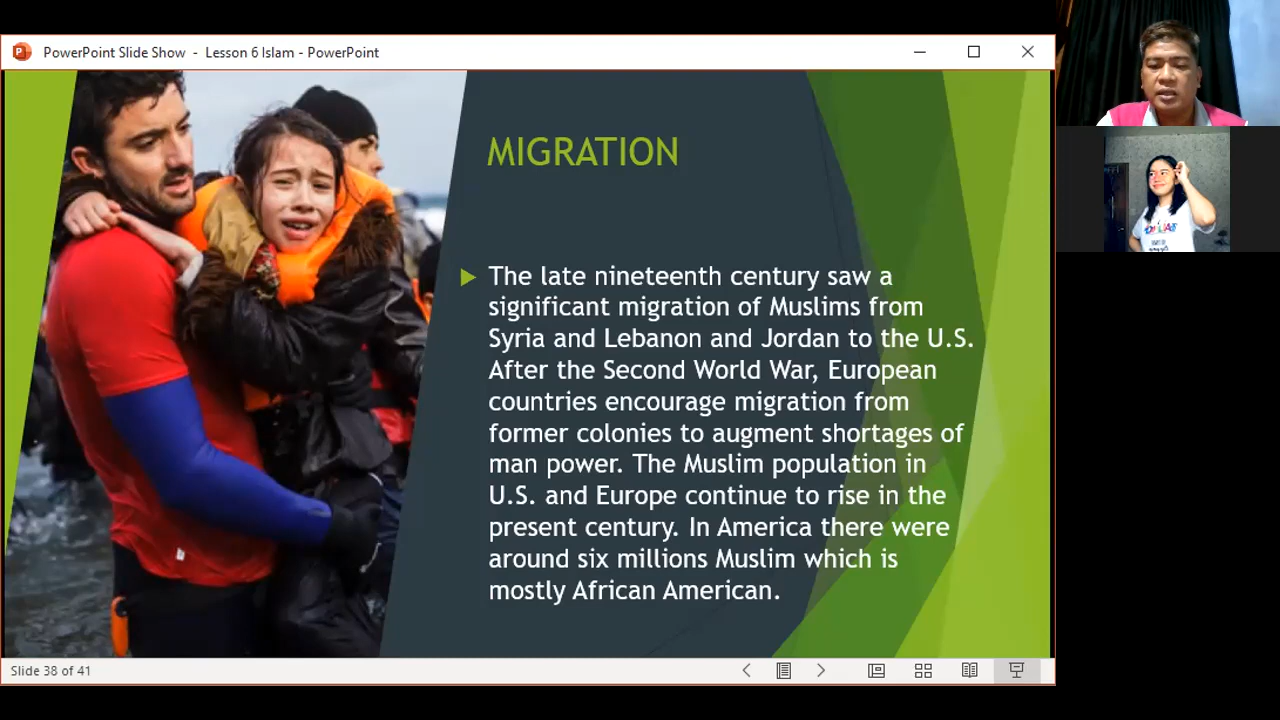 PowerPoint Slide Show - Lesson 6 Islam - PowerPoint
MIGRATION
The late nineteenth century saw a
significant migration of Muslims from
Syria and Lebanon and Jordan to the U.S.
After the Second World War, European
countries encourage migration from
former colonies to augment shortages of
man power. The Muslim population in
U.S. and Europe continue to rise in the
present century. In America there were
around six millions Muslim which is
mostly African American.
Slide 38 of 41